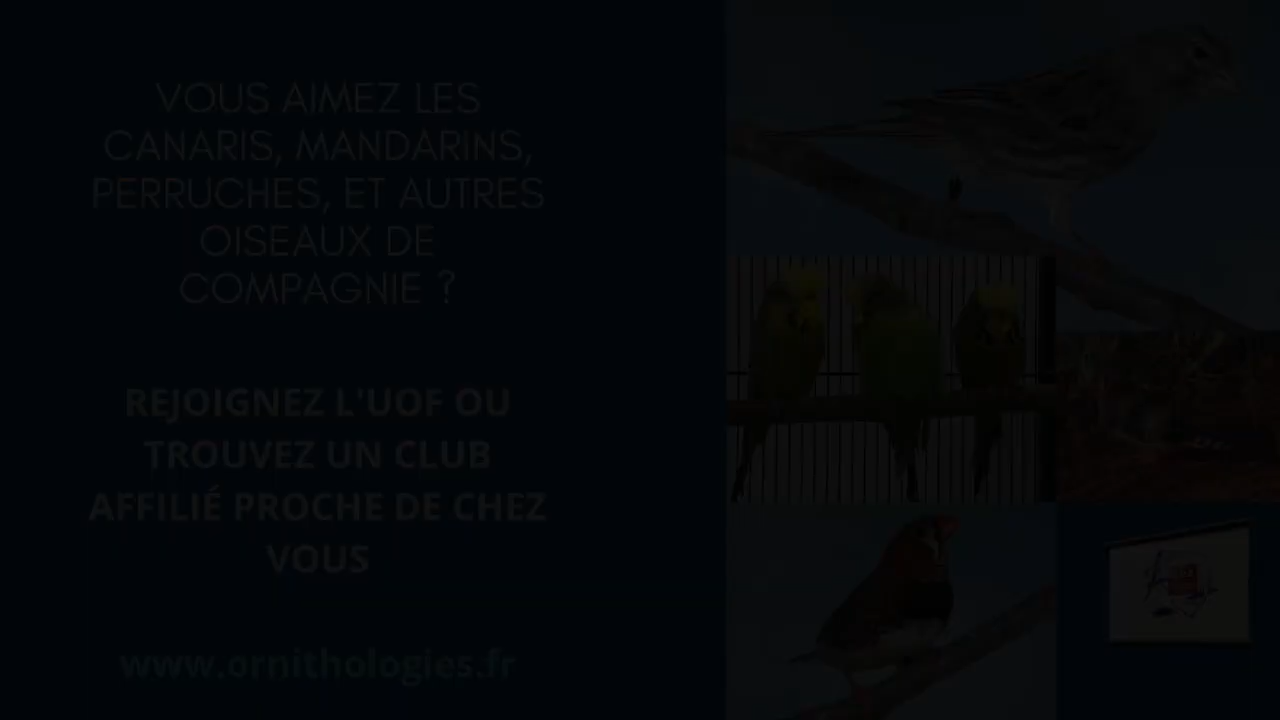 VOUS AIMEZ LES
CANARIS, MANDARINS,
PERRUCHES, ET AUTRES
OISEAUX DE
COMPAGNIE ?
REJOIGNEZ L'UOF OU
TROUVEZ UN CLUB
AFFILIÉ PROCHE DE CHEZ
VOUS
www.ornithologies.fr